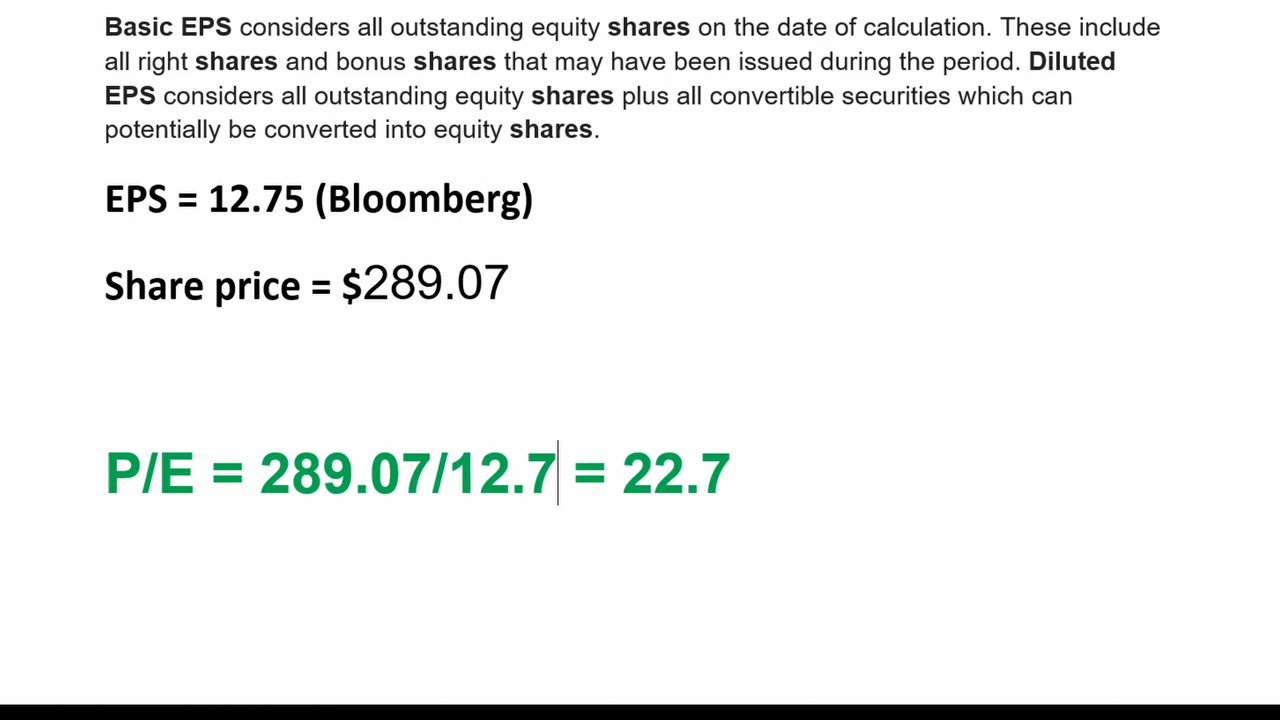 Basic EPS considers all outstanding equity shares on the date of calculation. These include
all right shares and bonus shares that may have been issued during the period. Diluted
EPS considers all outstanding equity shares plus all convertible securities which can
potentially be converted into equity shares.
EPS = 12.75 (Bloomberg)
Share price = $289.07
P/E = 289.07/12.7 = 22.7